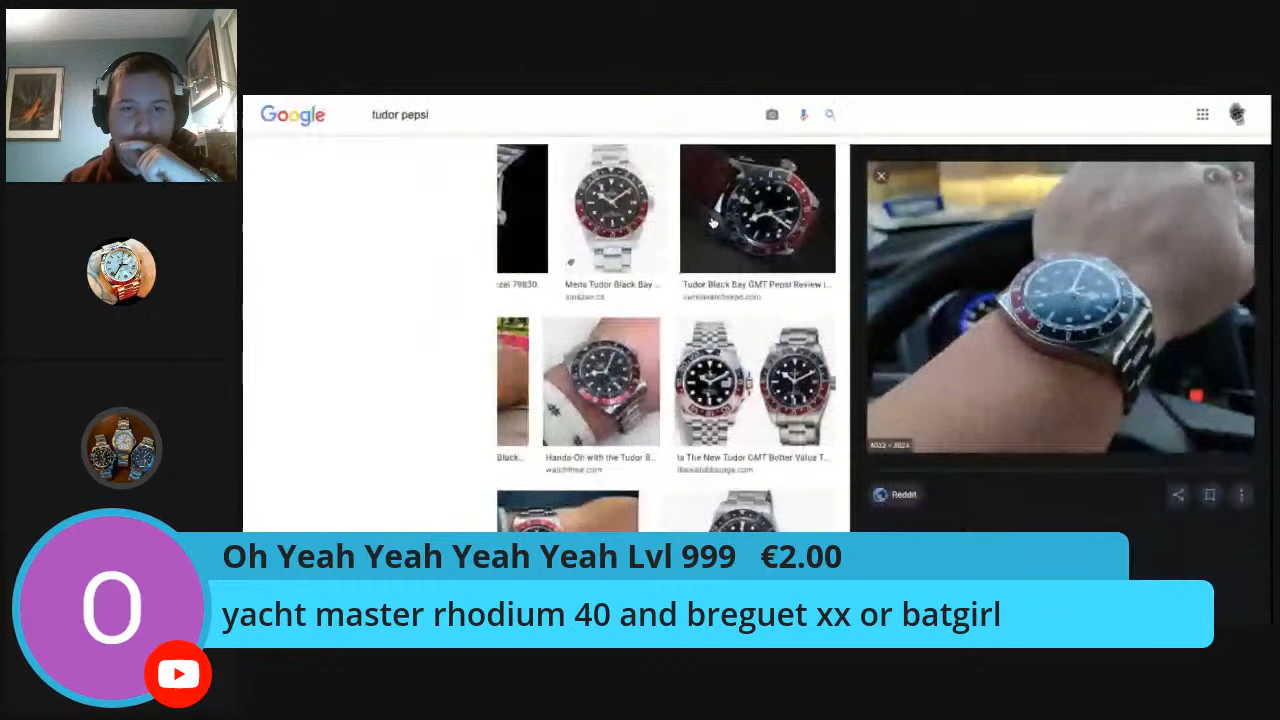 Google
tudor pepsi
Mens Tudor Black Bay ...
Tudor Black Bay GMT Pepsi Review |...
Black...
Hands-On with the Tudor B...
Is The New Tudor GMT Better Value T...
Reddit
Oh Yeah Yeah Yeah Yeah Lvl 999 €2.00
yacht master rhodium 40 and breguet xx or batgirl
O